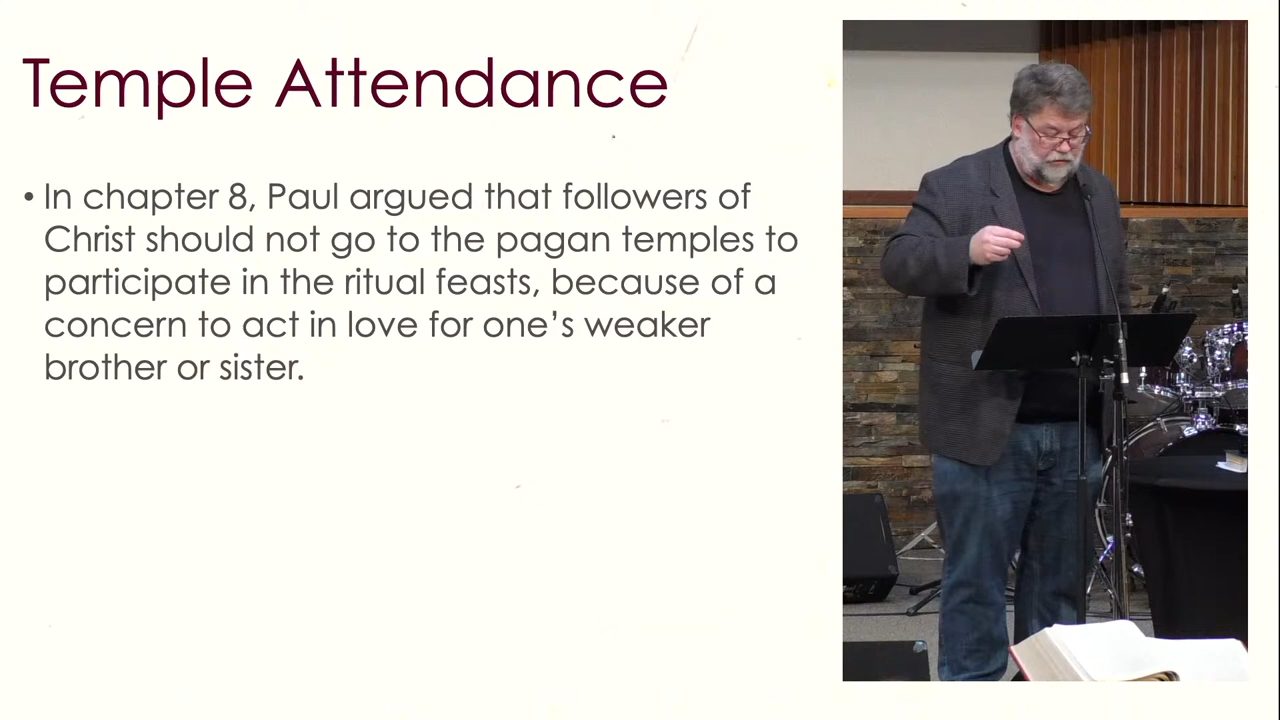 Temple Attendance
• In chapter 8, Paul argued that followers of
Christ should not go to the pagan temples to
participate in the ritual feasts, because of a
concern to act in love for one’s weaker
brother or sister.